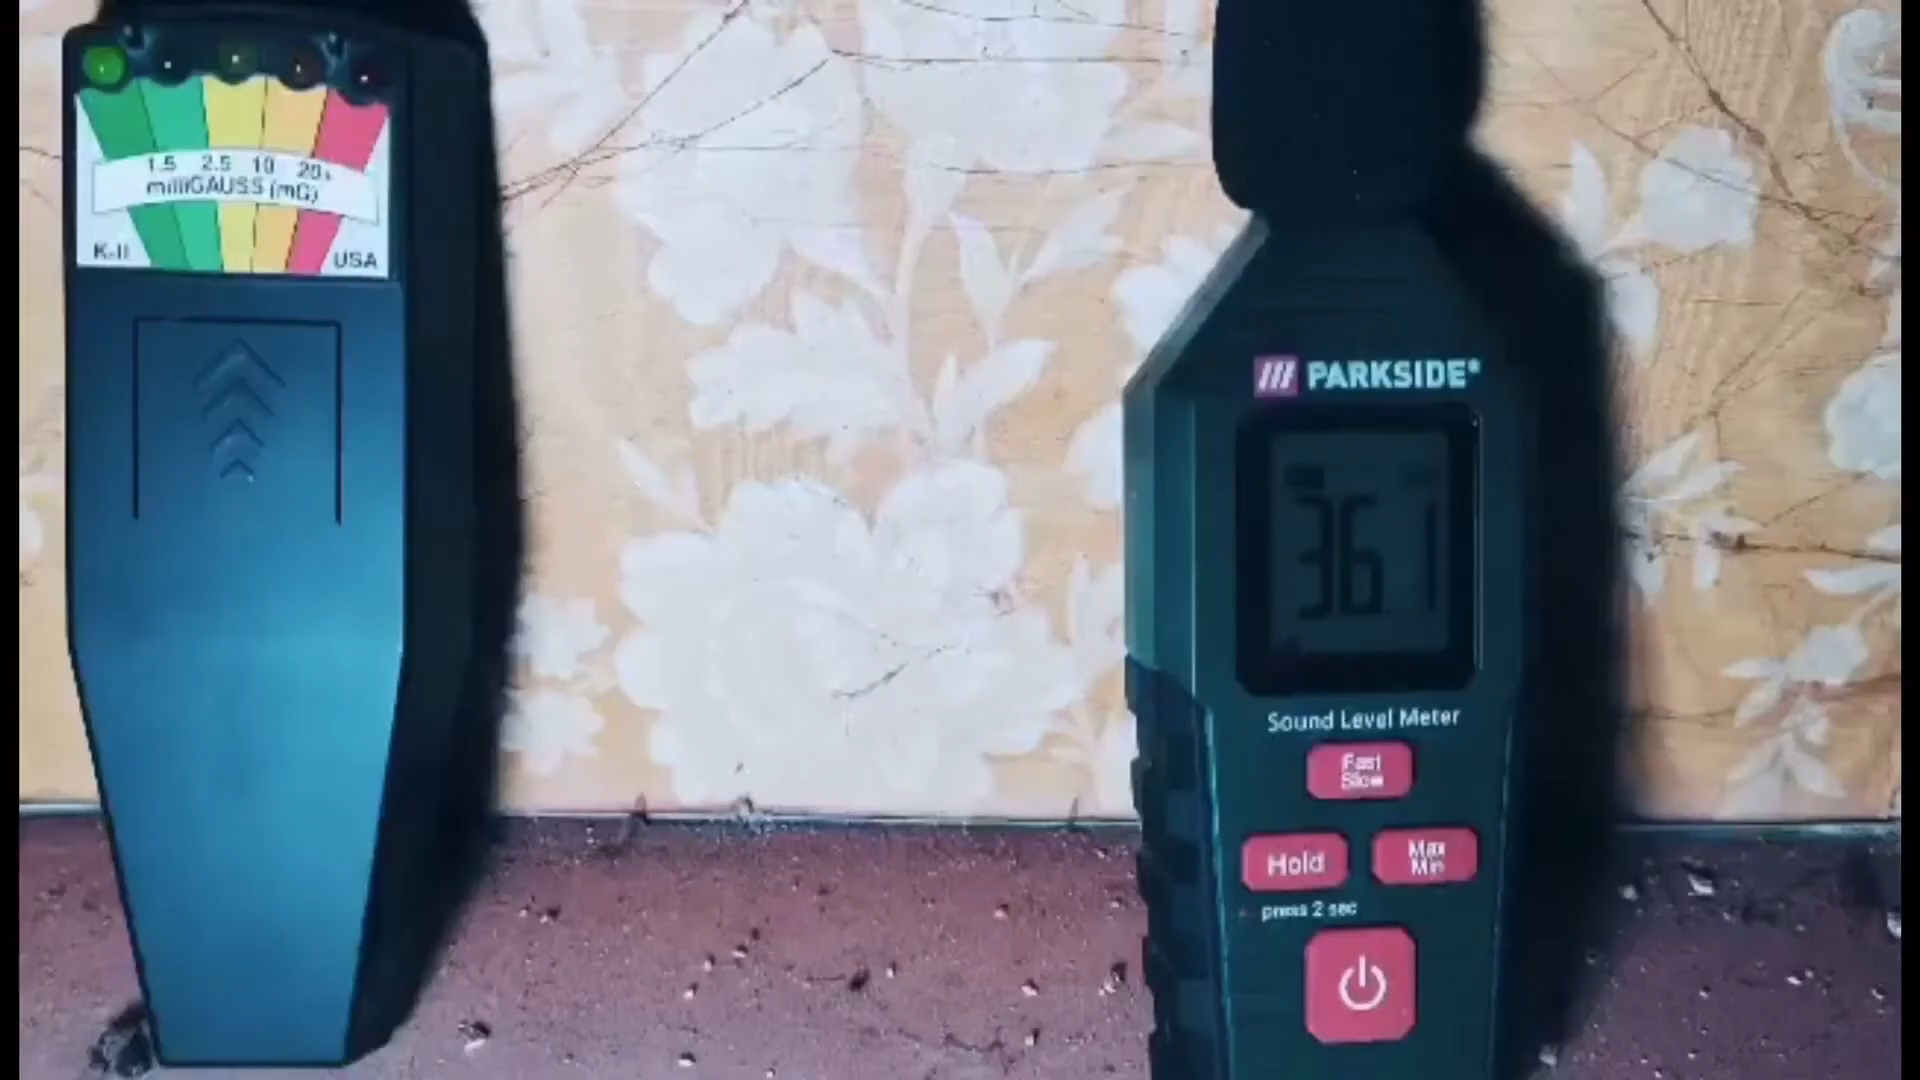 1.5 2.5 10 20+
milliGAUSS (mG)
K-II USA
PARKSIDE®
36.1
Sound Level Meter
Fast
Slow
Hold
Max
Min
press 2 sec